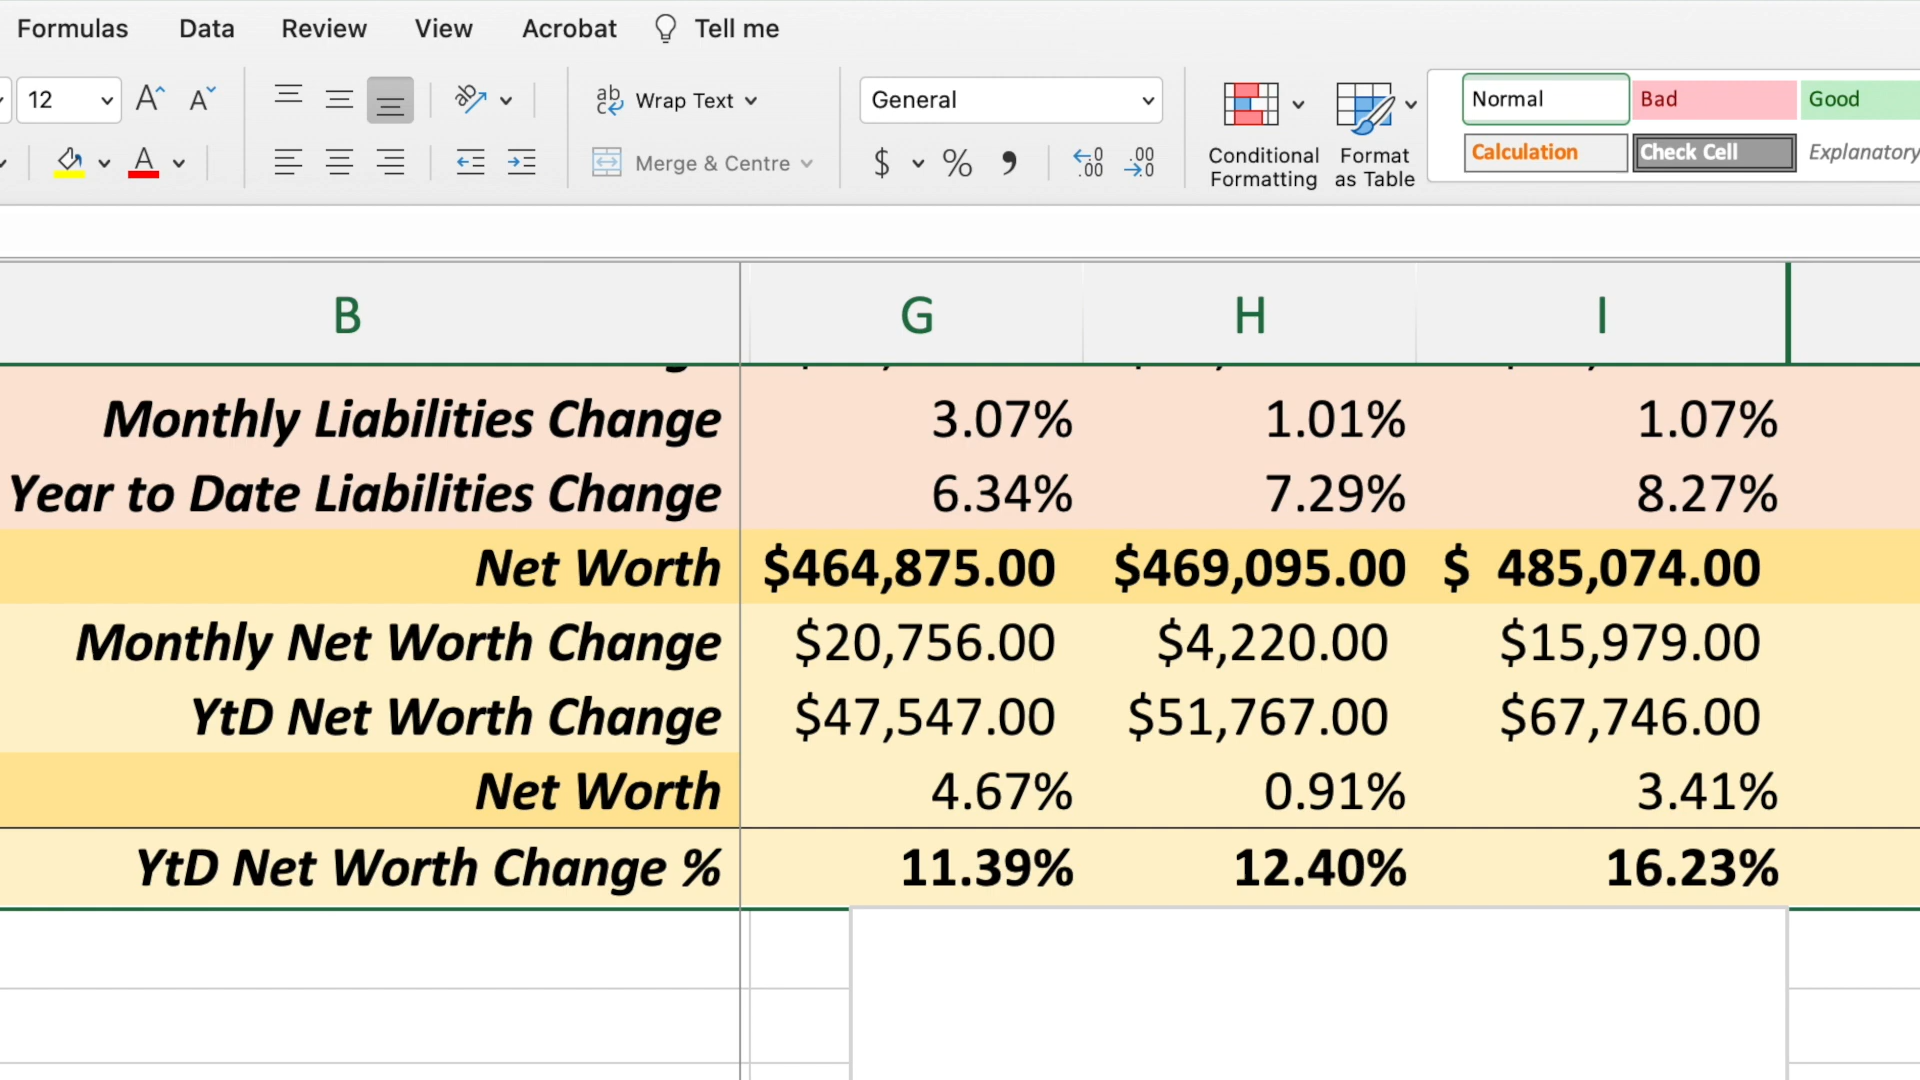 Formulas Data Review View Acrobat Tell me
12 A A ab Wrap Text General Normal Bad Good
A Merge & Centre $ % Conditional Formatting Format as Table Calculation Check Cell Explanatory
B G H I
Monthly Liabilities Change 3.07% 1.01% 1.07%
Year to Date Liabilities Change 6.34% 7.29% 8.27%
Net Worth $464,875.00 $469,095.00 $ 485,074.00
Monthly Net Worth Change $20,756.00 $4,220.00 $15,979.00
YtD Net Worth Change $47,547.00 $51,767.00 $67,746.00
Net Worth 4.67% 0.91% 3.41%
YtD Net Worth Change % 11.39% 12.40% 16.23%